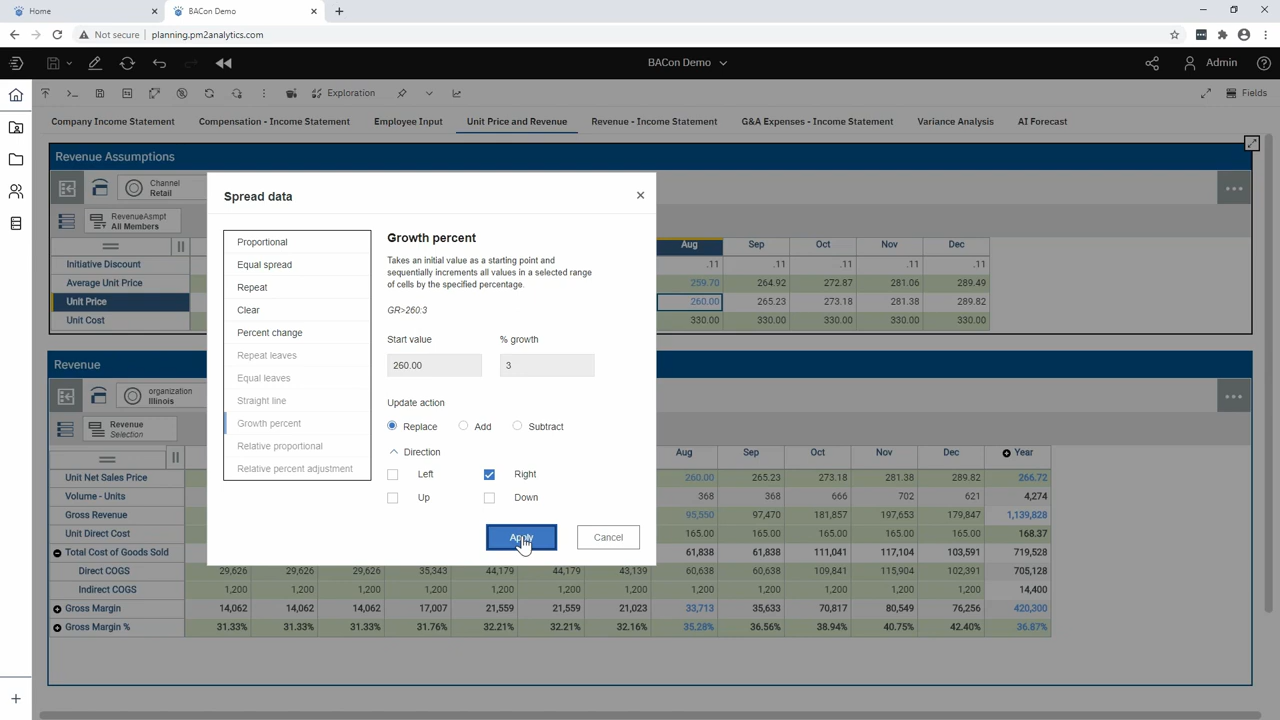 Home
BACon Demo
Not secure
planning.pm2analytics.com
BACon Demo
Admin
Exploration
Fields
Company Income Statement
Compensation - Income Statement
Employee Input
Unit Price and Revenue
Revenue - Income Statement
G&A Expenses - Income Statement
Variance Analysis
AI Forecast
Revenue Assumptions
Channel
Retail
RevenueAsmpt
All Members
Aug Sep Oct Nov Dec
Initiative Discount .11 .11 .11 .11 .11
Average Unit Price 259.70 264.92 272.87 281.06 289.49
Unit Price 260.00 265.23 273.18 281.38 289.82
Unit Cost 330.00 330.00 330.00 330.00 330.00
Spread data
Proportional
Equal spread
Repeat
Clear
Percent change
Repeat leaves
Equal leaves
Straight line
Growth percent
Relative proportional
Relative percent adjustment
Growth percent
Takes an initial value as a starting point and
sequentially increments all values in a selected range
of cells by the specified percentage.
GR>260:3
Start value % growth
260.00 3
Update action
Replace Add Subtract
Direction
Left Right
Up Down
Apply Cancel
Revenue
organization
Illinois
Revenue
Selection
Aug Sep Oct Nov Dec Year
Unit Net Sales Price 260.00 265.23 273.18 281.38 289.82 266.72
Volume - Units 368 368 666 702 621 4,274
Gross Revenue 95,550 97,470 181,857 197,653 179,847 1,139,828
Unit Direct Cost 165.00 165.00 165.00 165.00 165.00 168.37
Total Cost of Goods Sold 61,838 61,838 111,041 117,104 103,591 719,528
Direct COGS 29,626 29,626 29,626 35,343 44,179 44,179 43,139 60,638 60,638 109,841 115,904 102,391 705,128
Indirect COGS 1,200 1,200 1,200 1,200 1,200 1,200 1,200 1,200 1,200 1,200 1,200 1,200 14,400
Gross Margin 14,062 14,062 14,062 17,007 21,559 21,559 21,023 33,713 35,633 70,817 80,549 76,256 420,300
Gross Margin % 31.33% 31.33% 31.33% 31.76% 32.21% 32.21% 32.16% 35.28% 36.56% 38.94% 40.75% 42.40% 36.87%